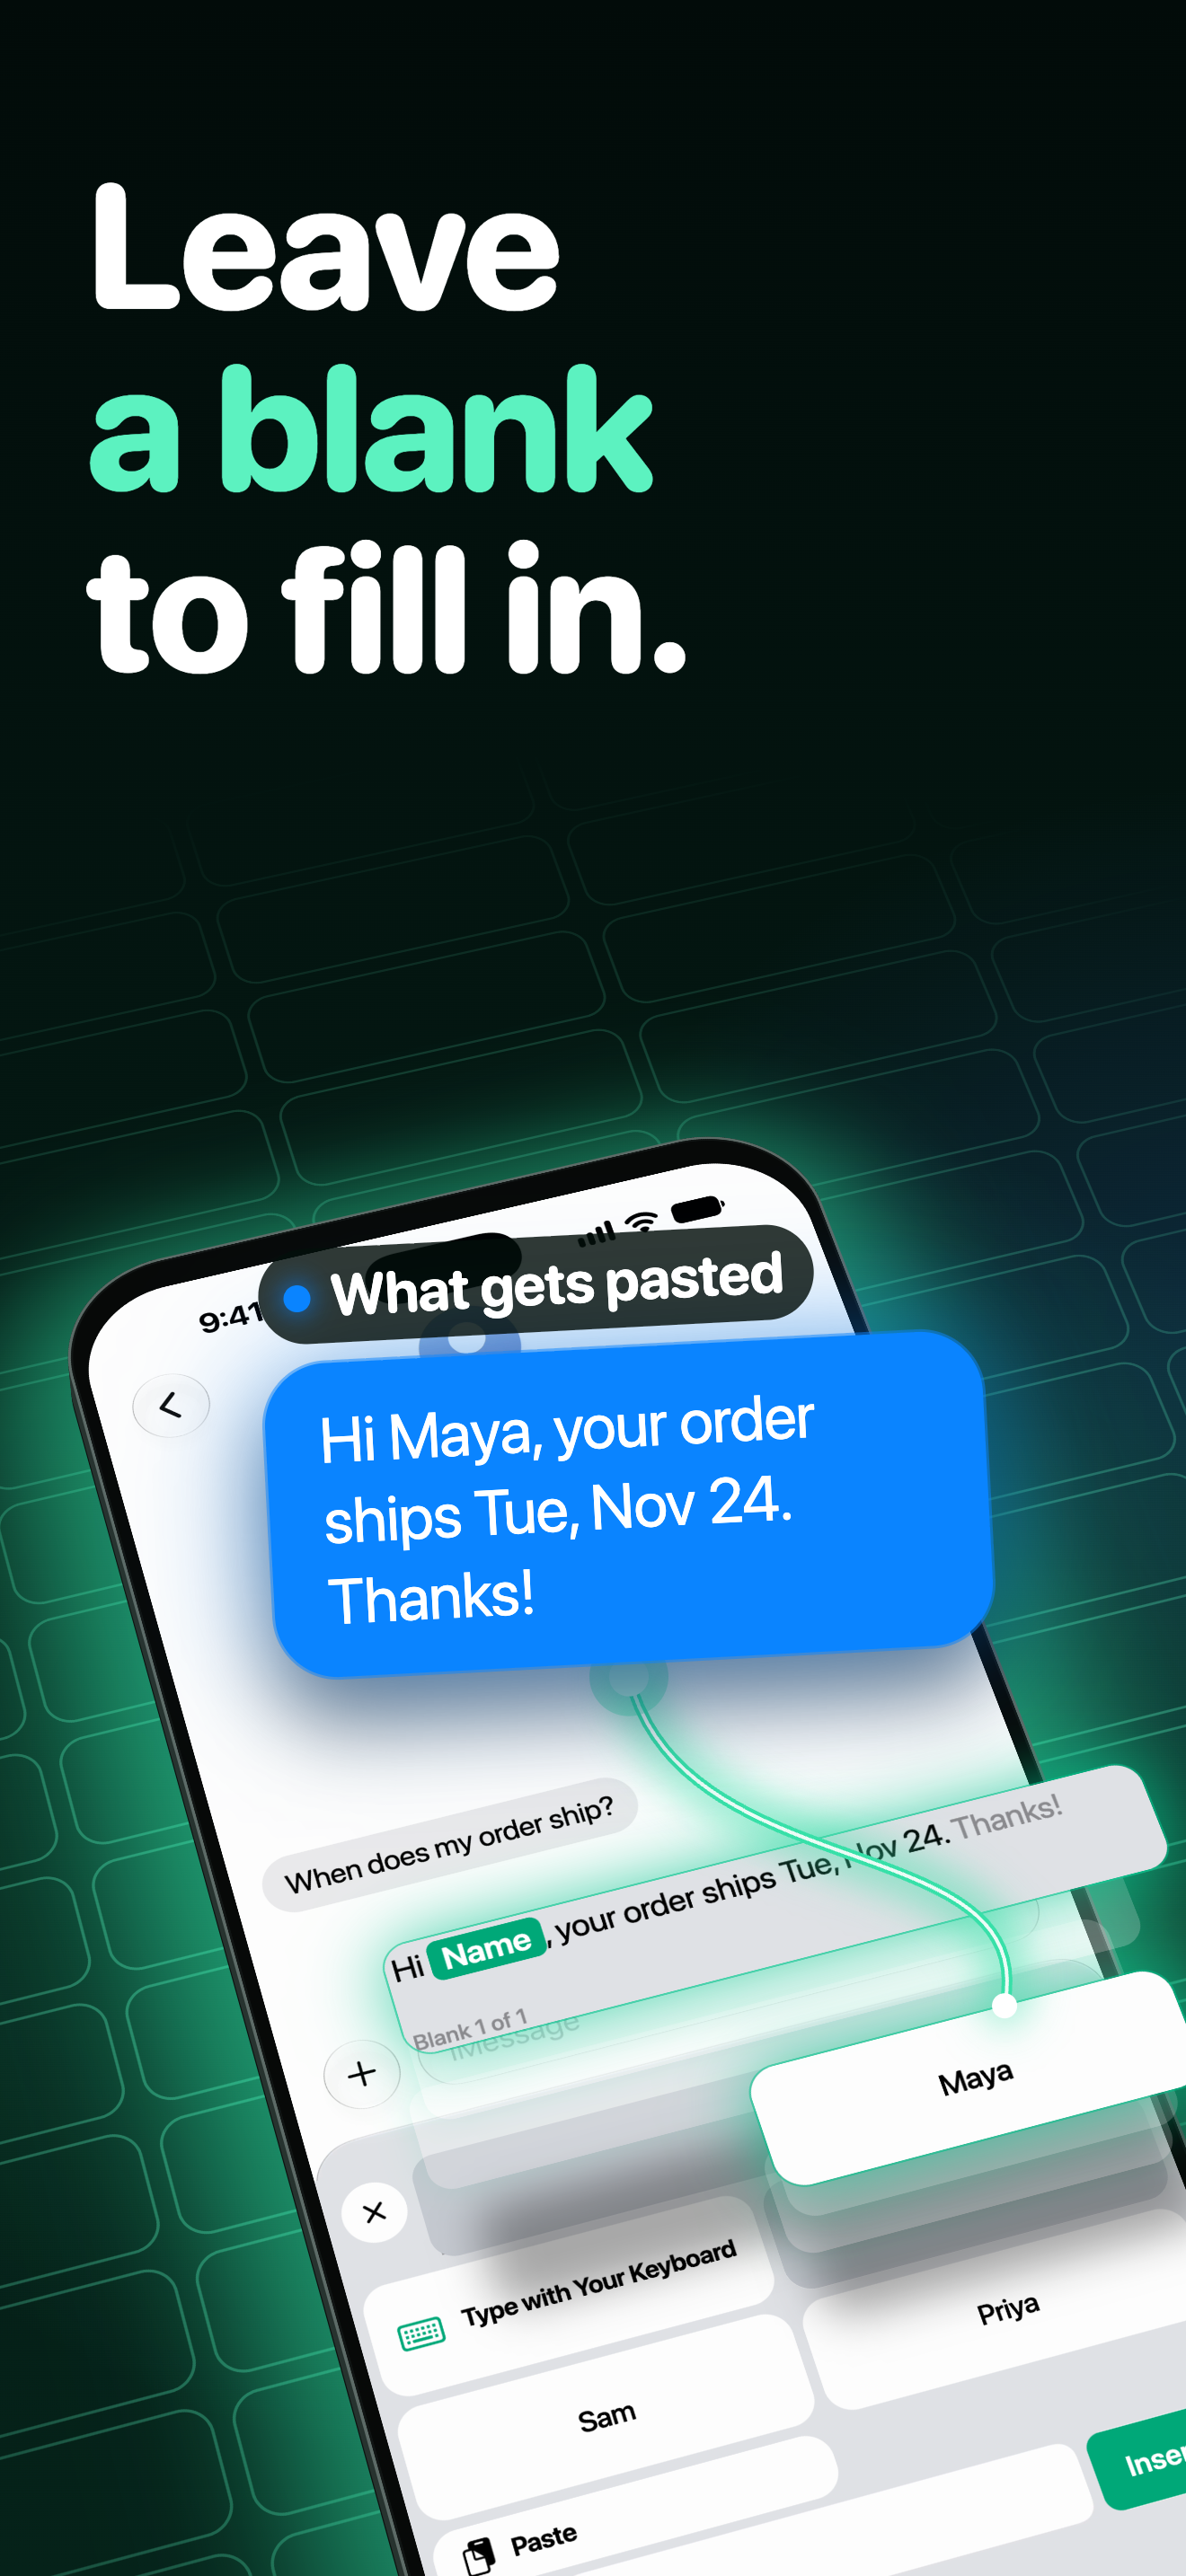 Leave
a blank
to fill in.
9:41
What gets pasted
Hi Maya, your order
ships Tue, Nov 24.
Thanks!
When does my order ship?
Hi Name, your order ships Tue, Nov 24. Thanks!
Blank 1 of 1
iMessage
Maya
Type with Your Keyboard
Priya
Sam
Paste